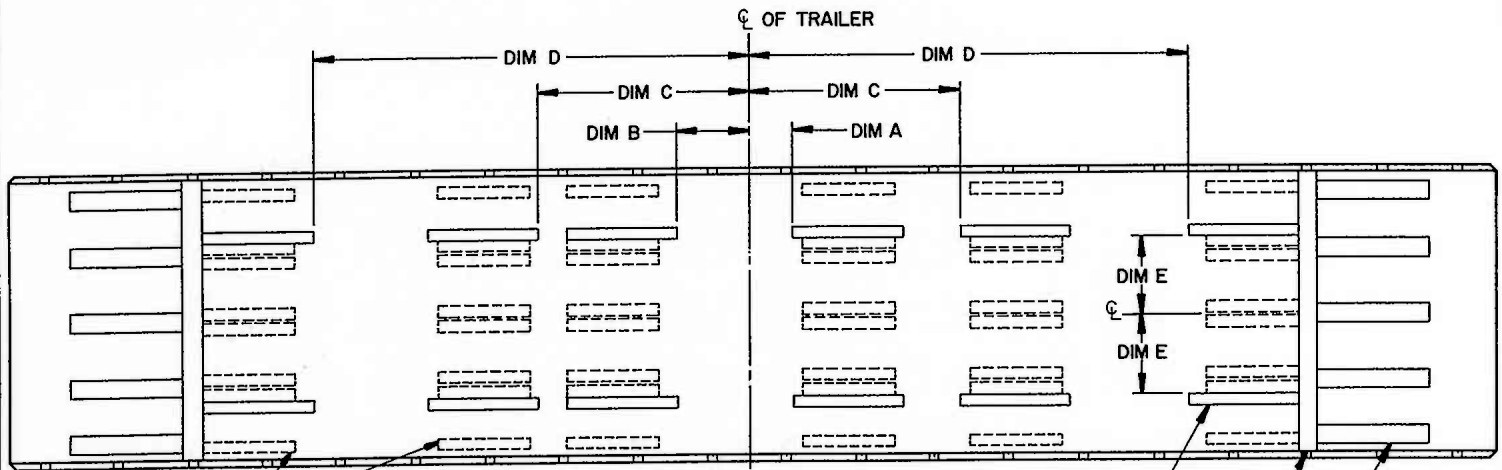 ℄ OF TRAILER
DIM D DIM D
DIM C DIM C
DIM B DIM A
DIM E
℄
DIM E